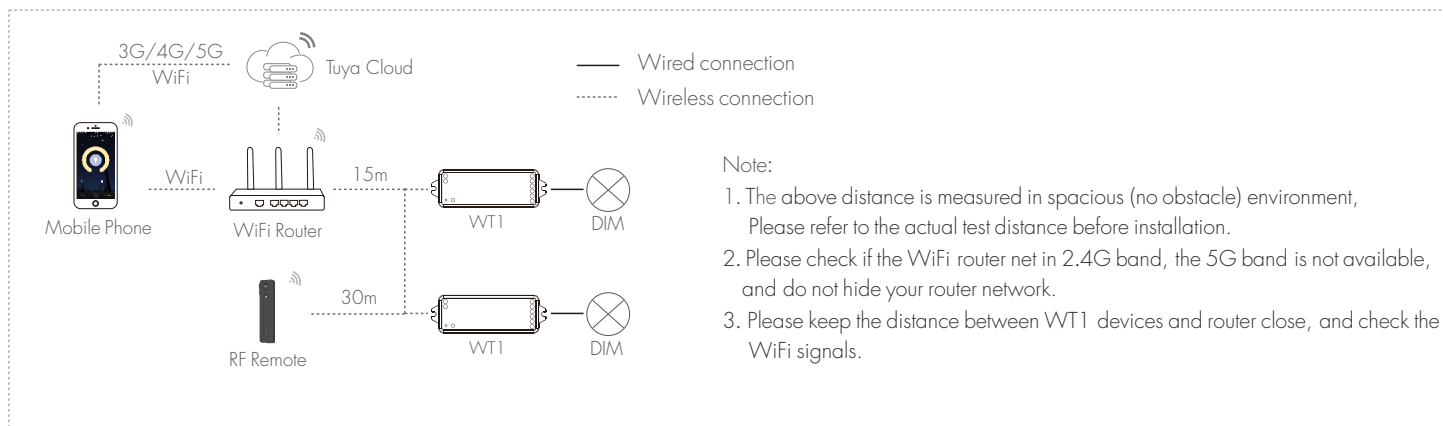 3G/4G/5G
WiFi
Tuya Cloud
Wired connection
Wireless connection
WiFi
15m
Mobile Phone
WiFi Router
WT1
DIM
30m
RF Remote
WT1
DIM
Note:
1. The above distance is measured in spacious (no obstacle) environment,
Please refer to the actual test distance before installation.
2. Please check if the WiFi router net in 2.4G band, the 5G band is not available,
and do not hide your router network.
3. Please keep the distance between WT1 devices and router close, and check the
WiFi signals.